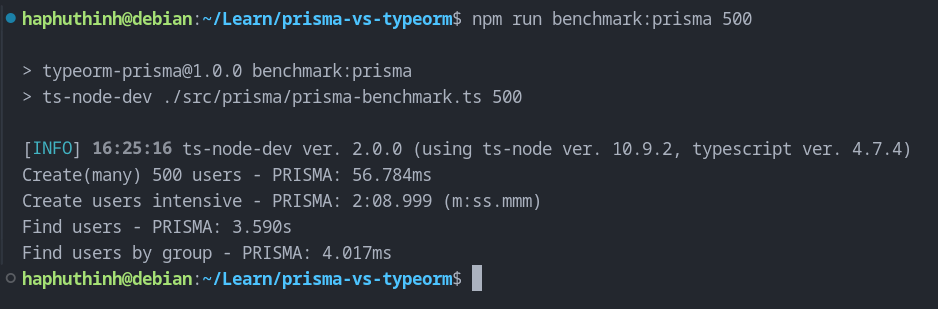 haphuthinh@debian:~/Learn/prisma-vs-typeorm$ npm run benchmark:prisma 500
> typeorm-prisma@1.0.0 benchmark:prisma
> ts-node-dev ./src/prisma/prisma-benchmark.ts 500
[INFO] 16:25:16 ts-node-dev ver. 2.0.0 (using ts-node ver. 10.9.2, typescript ver. 4.7.4)
Create(many) 500 users - PRISMA: 56.784ms
Create users intensive - PRISMA: 2:08.999 (m:ss.mmm)
Find users - PRISMA: 3.590s
Find users by group - PRISMA: 4.017ms
haphuthinh@debian:~/Learn/prisma-vs-typeorm$